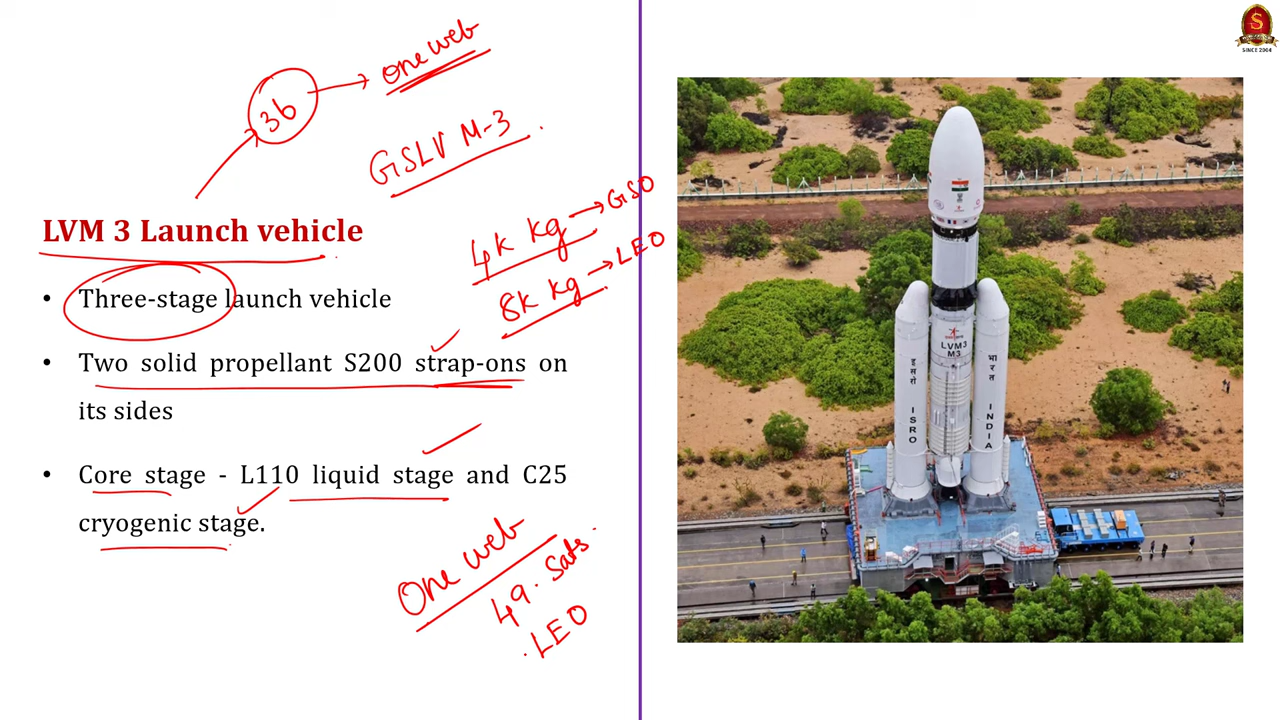 S
SINCE 2004
36 → one web
GSLV M-3.
LVM 3 Launch vehicle
4k kg → GSO
8k kg → LEO
• Three-stage launch vehicle
• Two solid propellant S200 strap-ons on
its sides
• Core stage - L110 liquid stage and C25
cryogenic stage.
One web
49. Sats.
. LEO
LVM3
M3
इसरो
ISRO
भारत
INDIA